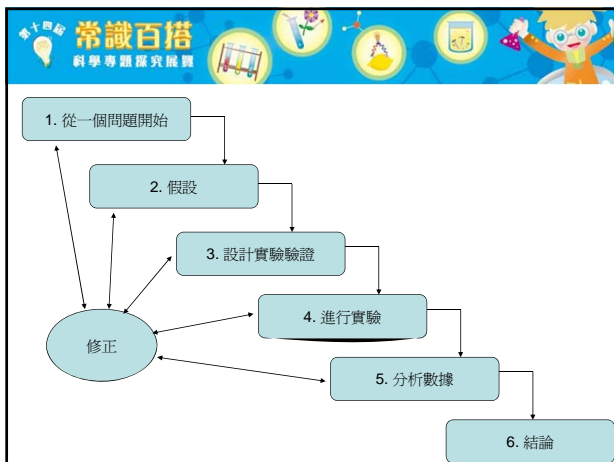 第十四屆
常識百搭
科學專題探究展覽
1. 從一個問題開始
2. 假設
3. 設計實驗驗證
4. 進行實驗
修正
5. 分析數據
6. 結論